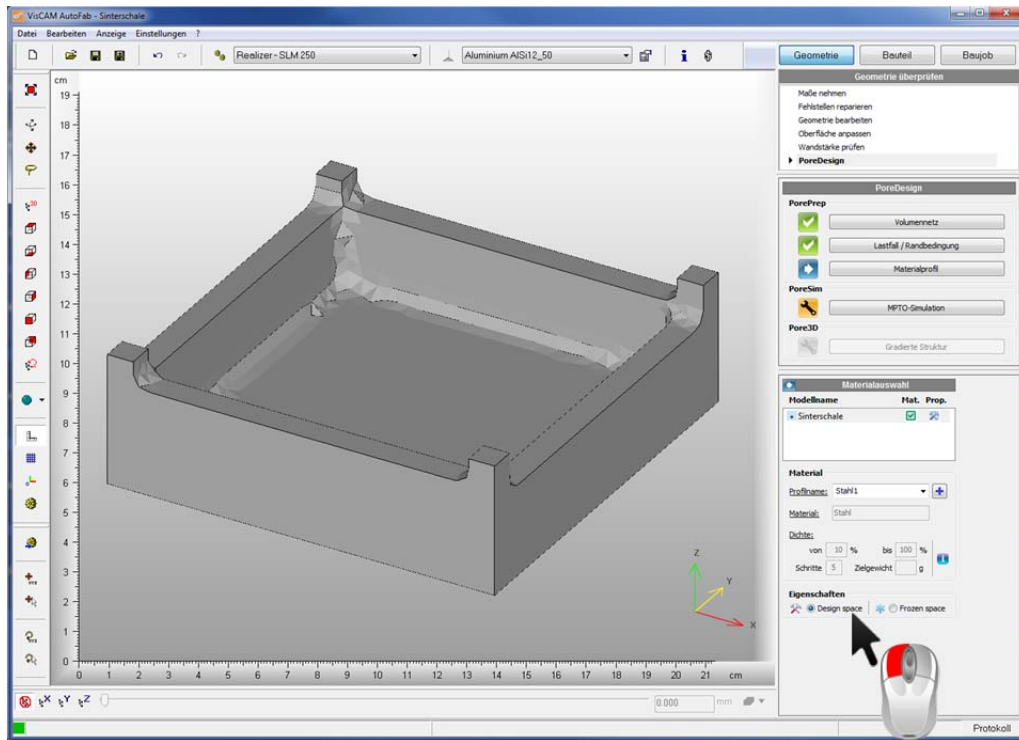 VisCAM AutoFab - Sinterschale
Datei Bearbeiten Anzeige Einstellungen ?
Realizer - SLM 250
Aluminium AlSi12_50
Geometrie Bauteil Baujob
Geometrie überprüfen
Maße nehmen
Fehlstellen reparieren
Geometrie bearbeiten
Oberfläche anpassen
Wandstärke prüfen
PoreDesign
PoreDesign
PorePrep
Volumennetz
Lastfall / Randbedingung
Materialprofil
PoreSim
MPTO-Simulation
Pore3D
Gradierte Struktur
Materialauswahl
Modellname Mat. Prop.
Sinterschale
Material
Profilname: Stahl1
Material: Stahl
Dichte:
von 10 % bis 100 %
Schritte 5 Zielgewicht g
Eigenschaften
Design space Frozen space
cm
19
18
17
16
15
14
13
12
11
10
9
8
7
6
5
4
3
2
1
0
0 1 2 3 4 5 6 7 8 9 10 11 12 13 14 15 16 17 18 19 20 21 cm
Z
Y
X
3D
X Y Z
0.000 mm
Protokoll